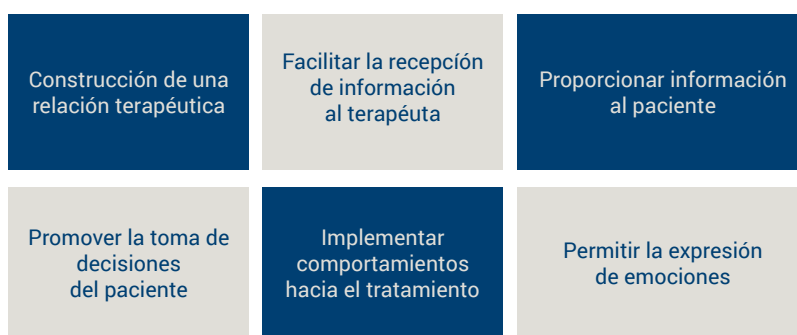 Construcción de una
relación terapéutica
Facilitar la recepcíón
de información
al terapéuta
Proporcionar información
al paciente
Promover la toma de
decisiones
del paciente
Implementar
comportamientos
hacia el tratamiento
Permitir la expresión
de emociones